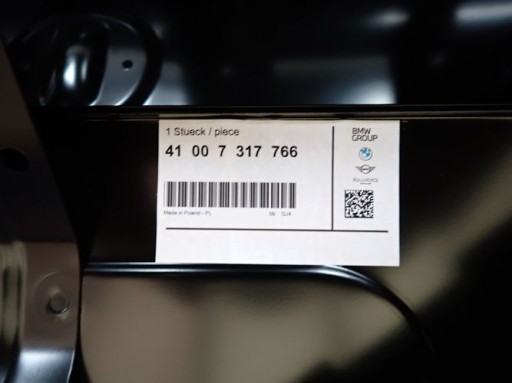 1 Stueck / piece
41 00 7 317 766
Made in Poland - PL
BMW
GROUP